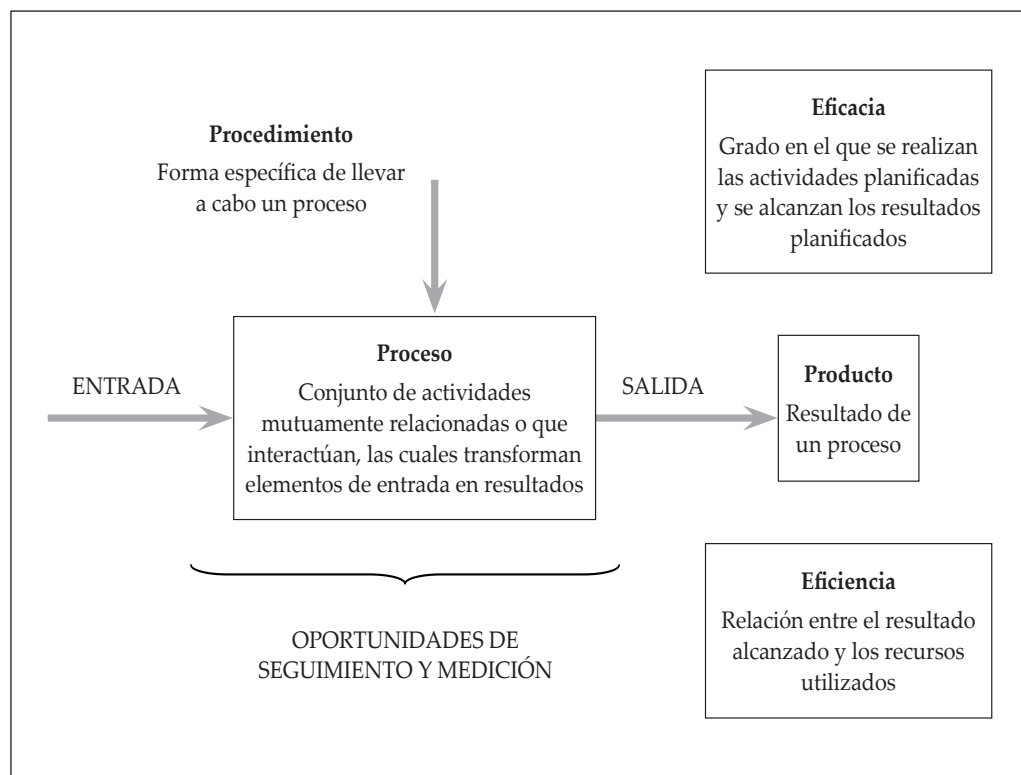 Procedimiento
Forma específica de llevar
a cabo un proceso
Eficacia
Grado en el que se realizan
las actividades planificadas
y se alcanzan los resultados
planificados
ENTRADA
Proceso
Conjunto de actividades
mutuamente relacionadas o que
interactúan, las cuales transforman
elementos de entrada en resultados
SALIDA
Producto
Resultado de
un proceso
OPORTUNIDADES DE
SEGUIMIENTO Y MEDICIÓN
Eficiencia
Relación entre el resultado
alcanzado y los recursos
utilizados